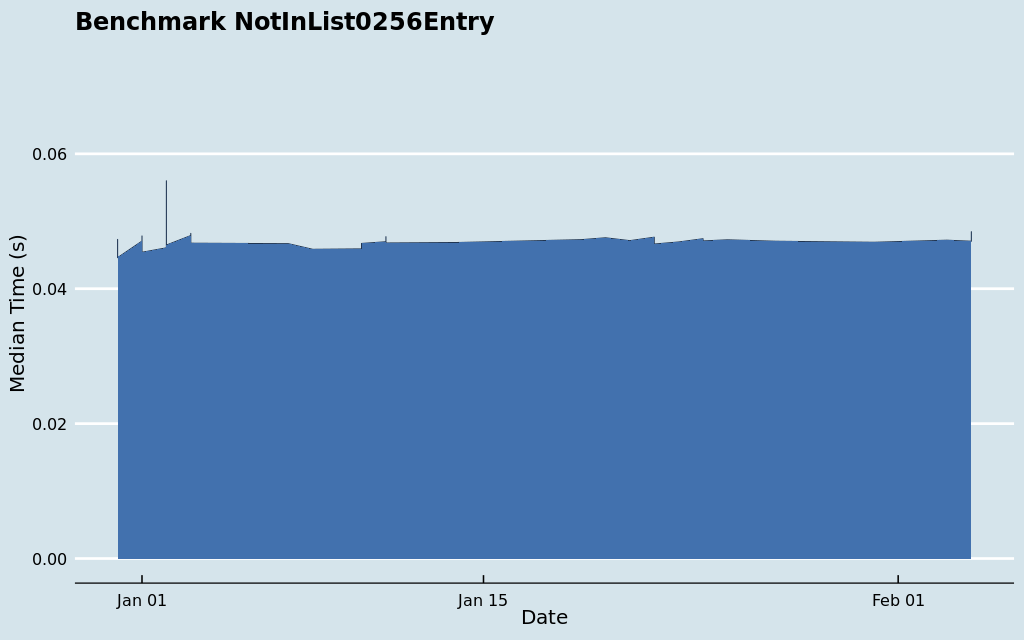 Benchmark NotInList0256Entry
Median Time (s)
0.06
0.04
0.02
0.00
Jan 01
Jan 15
Feb 01
Date